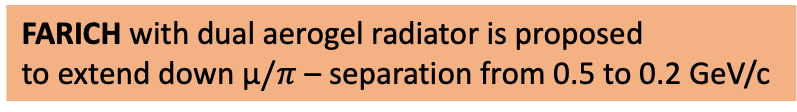 FARICH with dual aerogel radiator is proposed
to extend down μ/π – separation from 0.5 to 0.2 GeV/c